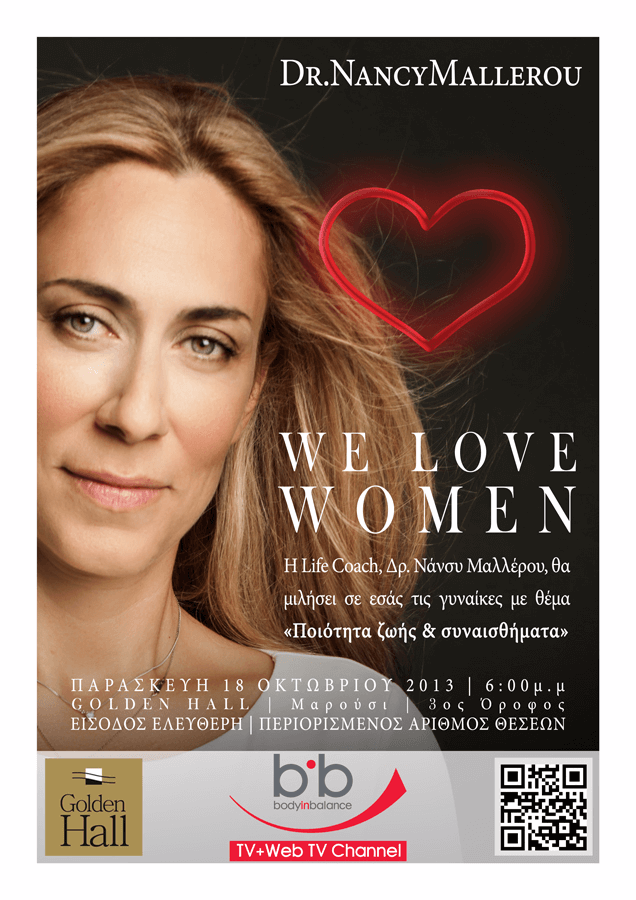 DR.NANCYMALLEROU
WE LOVE
WOMEN
Η Life Coach, Δρ. Νάνσυ Μαλλέρου, θα
μιλήσει σε εσάς τις γυναίκες με θέμα
«Ποιότητα ζωής & συναισθήματα»
ΠΑΡΑΣΚΕΥΗ 18 ΟΚΤΩΒΡΙΟΥ 2013 | 6:00μ.μ
GOLDEN HALL | Μαρούσι | 3ος Όροφος
ΕΙΣΟΔΟΣ ΕΛΕΥΘΕΡΗ | ΠΕΡΙΟΡΙΣΜΕΝΟΣ ΑΡΙΘΜΟΣ ΘΕΣΕΩΝ
Golden
Hall
b·b
bodyinbalance
TV+Web TV Channel